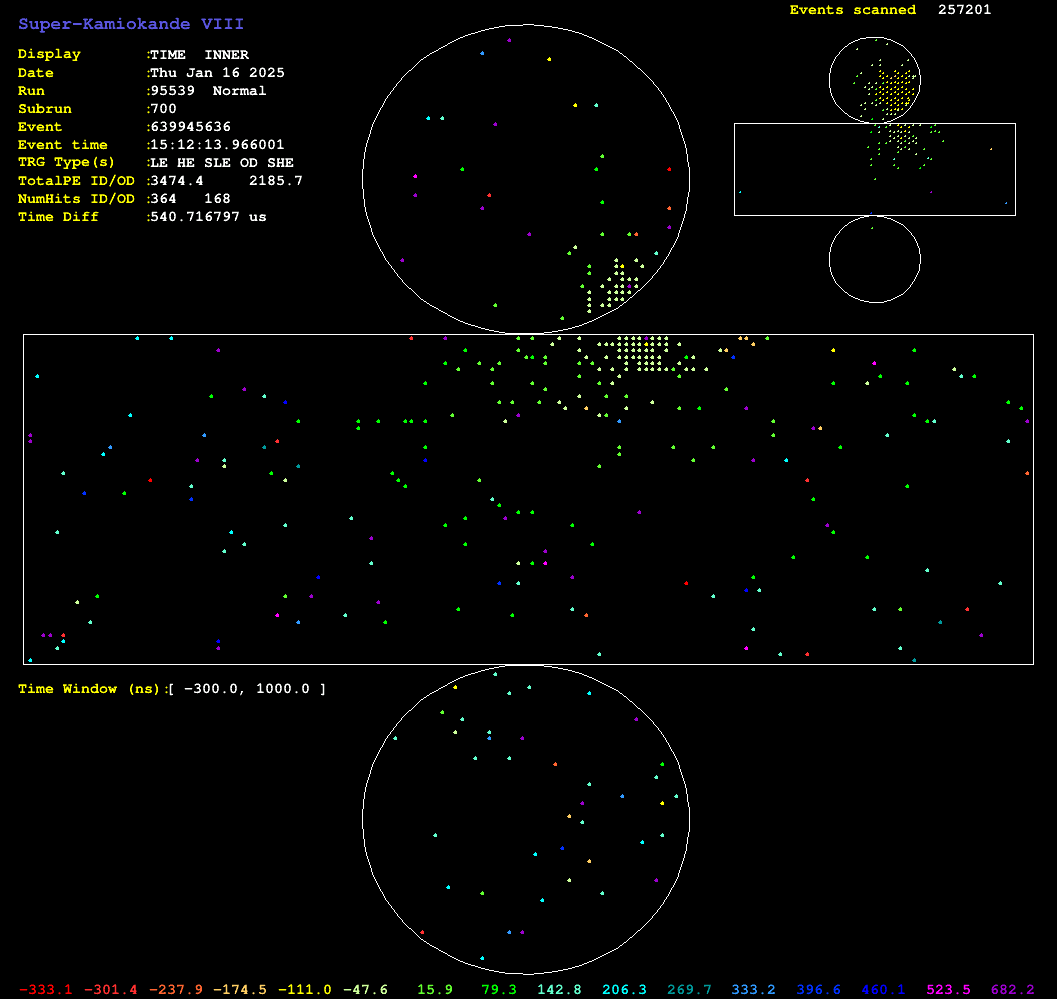 Super-Kamiokande VIII
Events scanned 257201
Display :TIME INNER
Date :Thu Jan 16 2025
Run :95539 Normal
Subrun :700
Event :639945636
Event time :15:12:13.966001
TRG Type(s) :LE HE SLE OD SHE
TotalPE ID/OD :3474.4 2185.7
NumHits ID/OD :364 168
Time Diff :540.716797 us
Time Window (ns):[ -300.0, 1000.0 ]
-333.1 -301.4 -237.9 -174.5 -111.0 -47.6 15.9 79.3 142.8 206.3 269.7 333.2 396.6 460.1 523.5 682.2